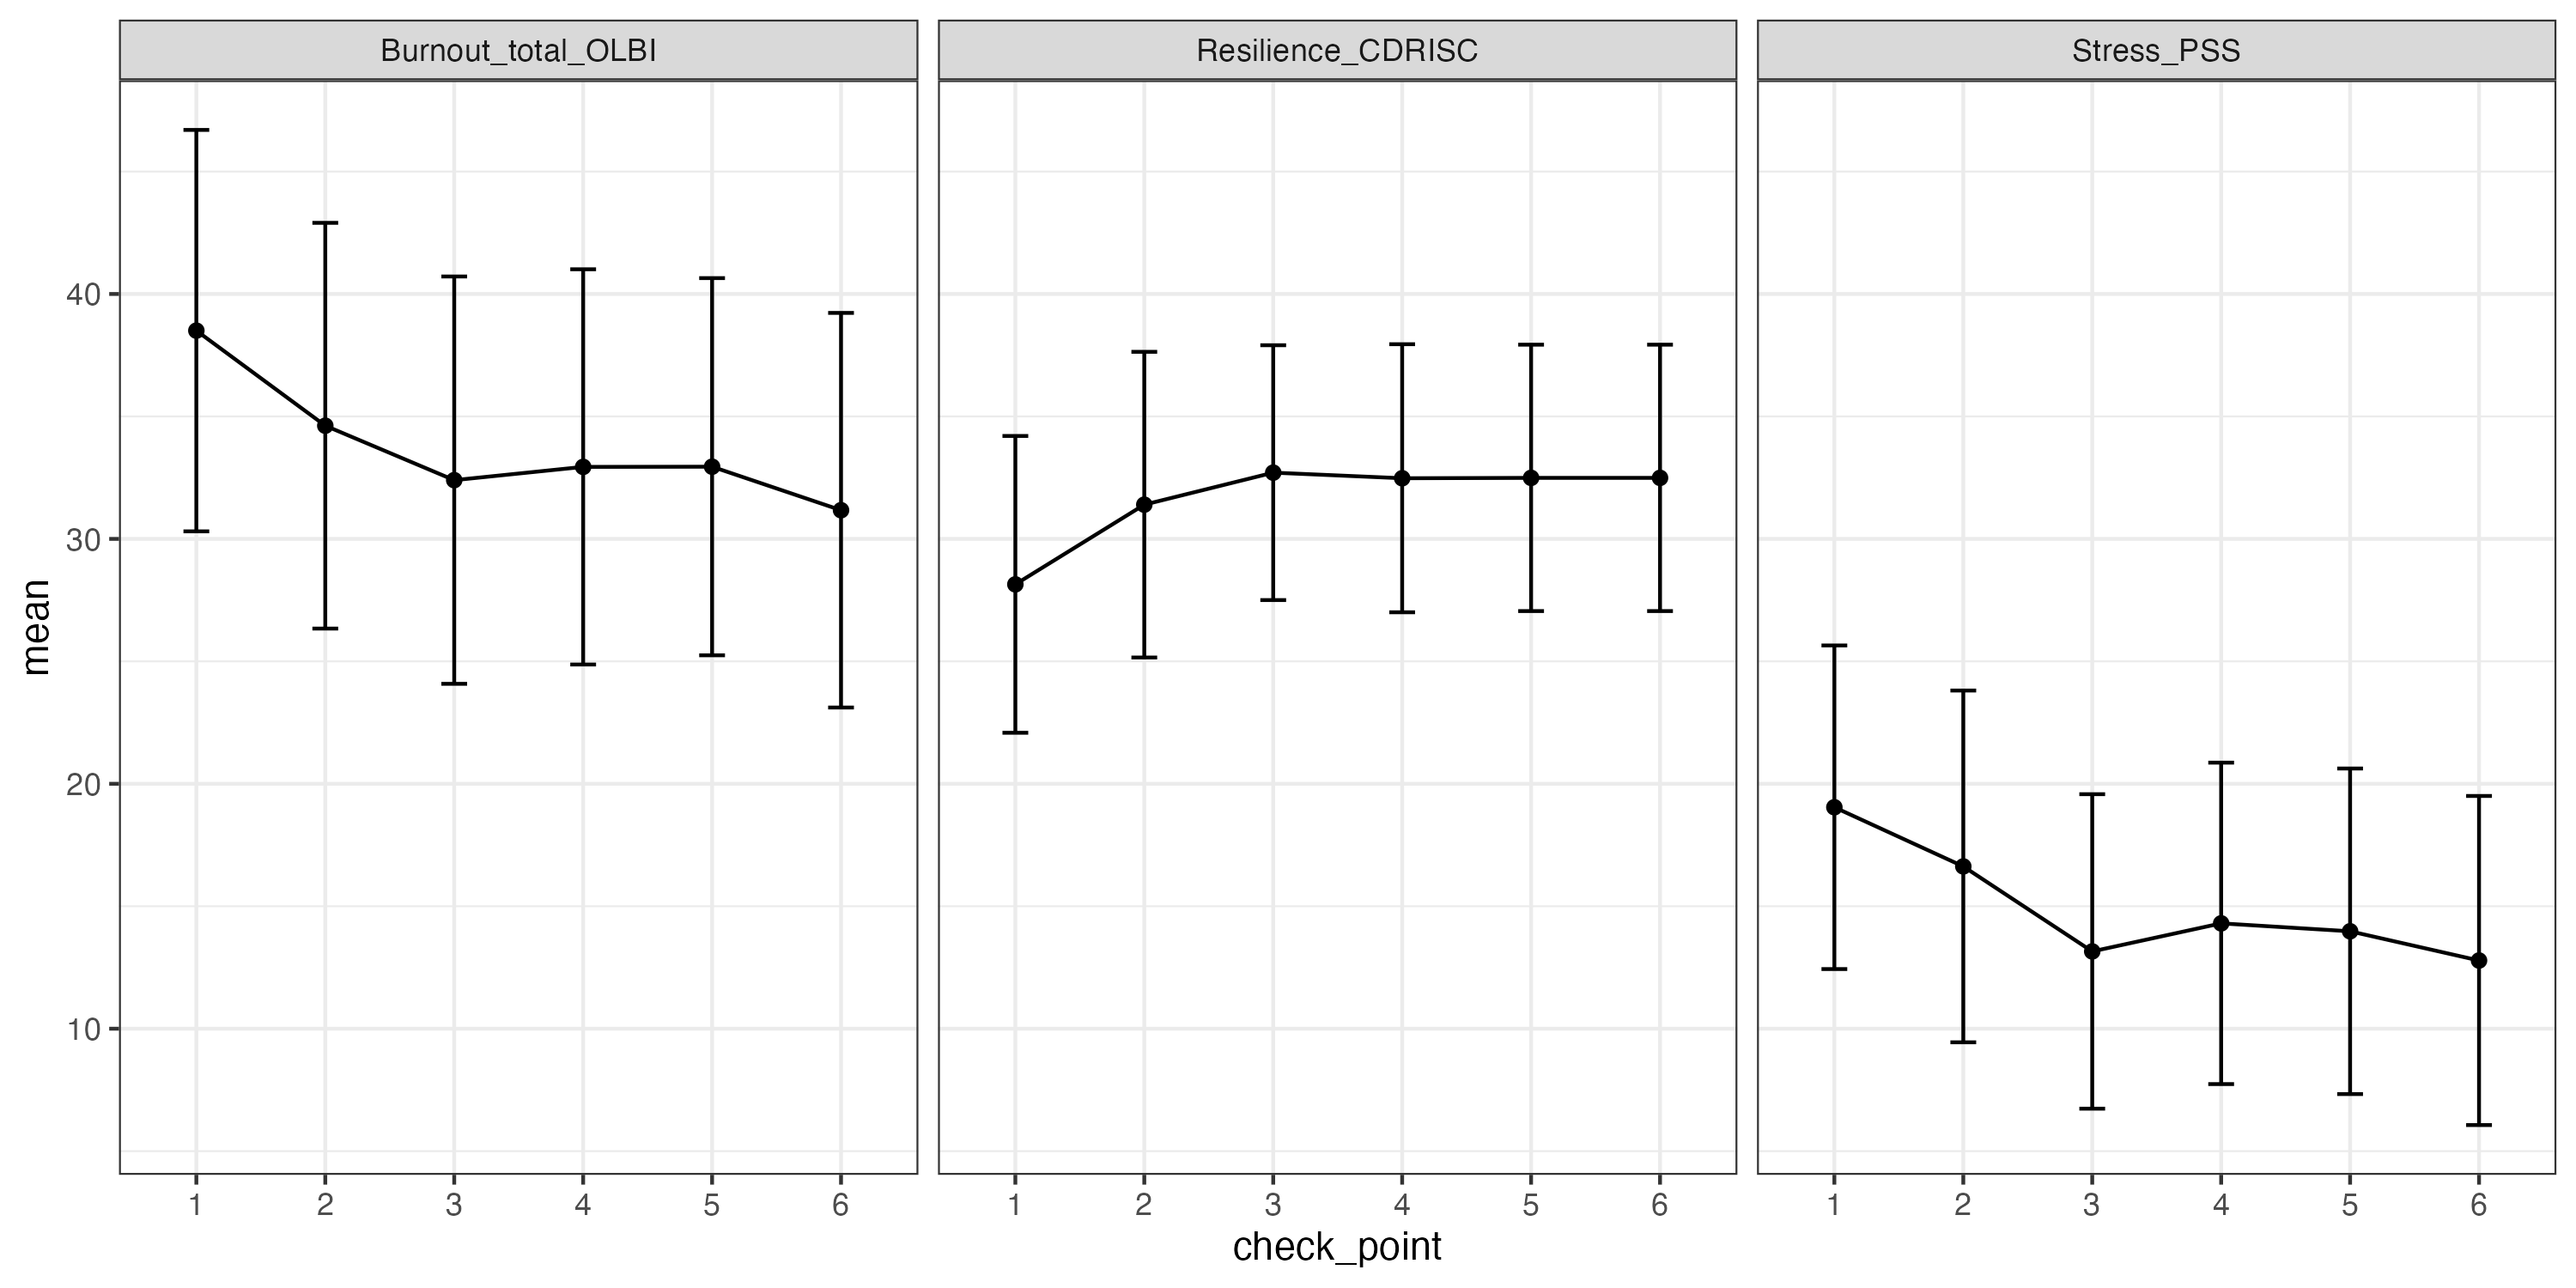 Burnout_total_OLBI
Resilience_CDRISC
Stress_PSS
mean
40
30
20
10
1 2 3 4 5 6
1 2 3 4 5 6
1 2 3 4 5 6
check_point